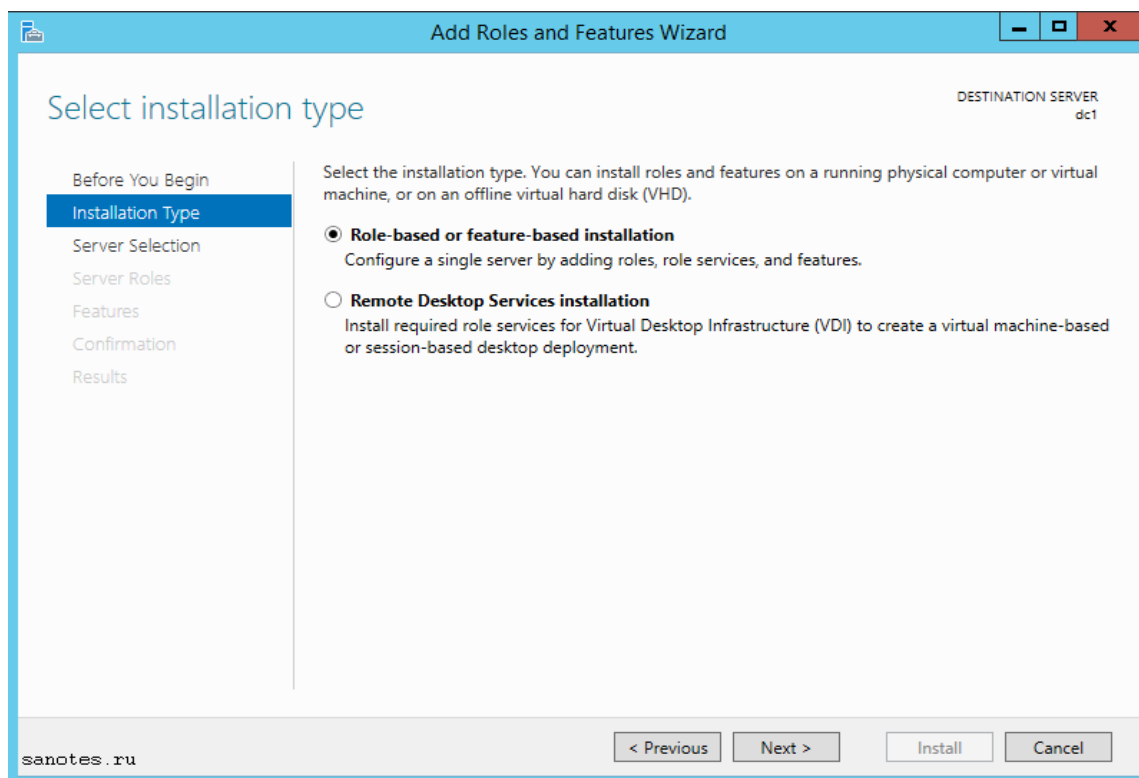 Add Roles and Features Wizard
Select installation type
DESTINATION SERVER
dc1
Before You Begin
Installation Type
Server Selection
Server Roles
Features
Confirmation
Results
Select the installation type. You can install roles and features on a running physical computer or virtual
machine, or on an offline virtual hard disk (VHD).
Role-based or feature-based installation
Configure a single server by adding roles, role services, and features.
Remote Desktop Services installation
Install required role services for Virtual Desktop Infrastructure (VDI) to create a virtual machine-based
or session-based desktop deployment.
< Previous
Next >
Install
Cancel
sanotes.ru